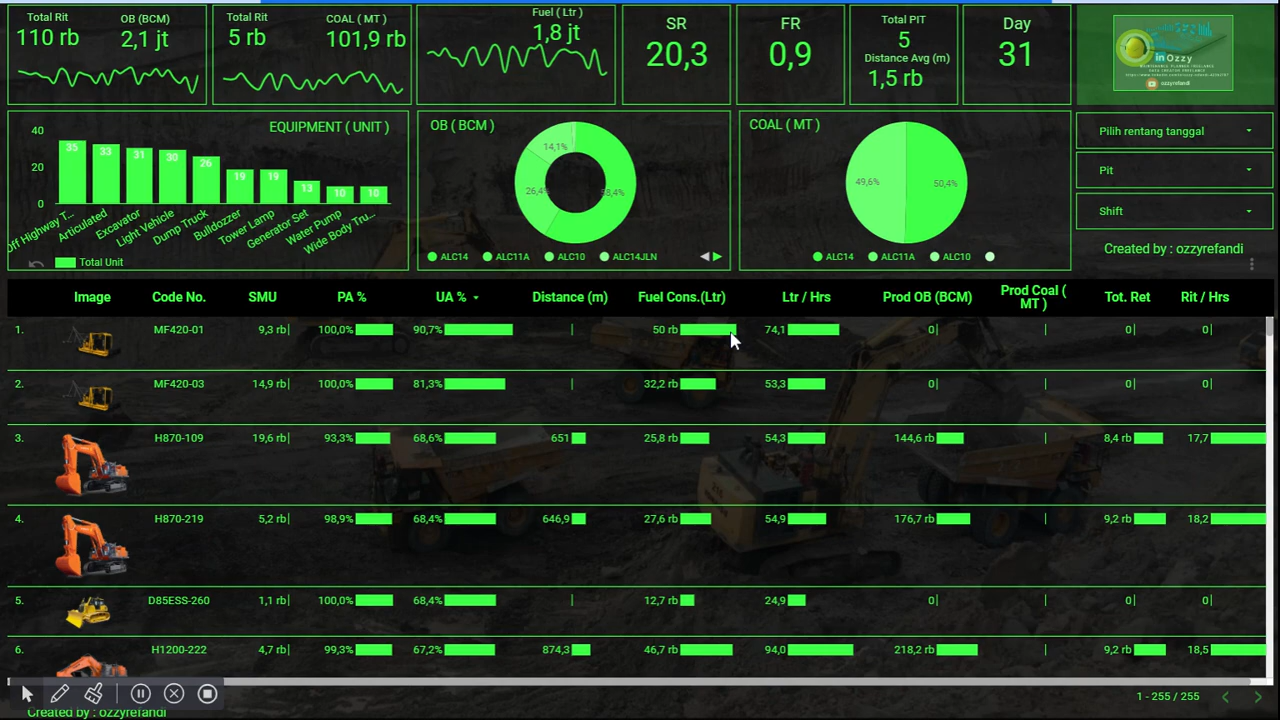 Total Rit
110 rb
OB (BCM)
2,1 jt
Total Rit
5 rb
COAL ( MT )
101,9 rb
Fuel ( Ltr )
1,8 jt
SR
20,3
FR
0,9
Total PIT
5
Distance Avg (m)
1,5 rb
Day
31
in Ozzy
ozzyrefandi
EQUIPMENT ( UNIT )
40
20
0
35
33
31
30
26
19
19
13
10
10
Off Highway T...
Articulated
Excavator
Light Vehicle
Dump Truck
Bulldozzer
Tower Lamp
Generator Set
Water Pump
Wide Body Tru...
Total Unit
OB ( BCM )
14,1%
26,4%
58,4%
ALC14 ALC11A ALC10 ALC14JLN
COAL ( MT )
49,6%
50,4%
ALC14 ALC11A ALC10
Pilih rentang tanggal
Pit
Shift
Created by : ozzyrefandi
Image Code No. SMU PA % UA % Distance (m) Fuel Cons.(Ltr) Ltr / Hrs Prod OB (BCM) Prod Coal ( MT ) Tot. Ret Rit / Hrs
1. MF420-01 9,3 rb 100,0% 90,7% 50 rb 74,1 0 0 0
2. MF420-03 14,9 rb 100,0% 81,3% 32,2 rb 53,3 0 0 0
3. H870-109 19,6 rb 93,3% 68,6% 651 25,8 rb 54,3 144,6 rb 8,4 rb 17,7
4. H870-219 5,2 rb 98,9% 68,4% 646,9 27,6 rb 54,9 176,7 rb 9,2 rb 18,2
5. D85ESS-260 1,1 rb 100,0% 68,4% 12,7 rb 24,9 0 0 0
6. H1200-222 4,7 rb 99,3% 67,2% 874,3 46,7 rb 94,0 218,2 rb 9,2 rb 18,5
1 - 255 / 255
Created by : ozzyrefandi